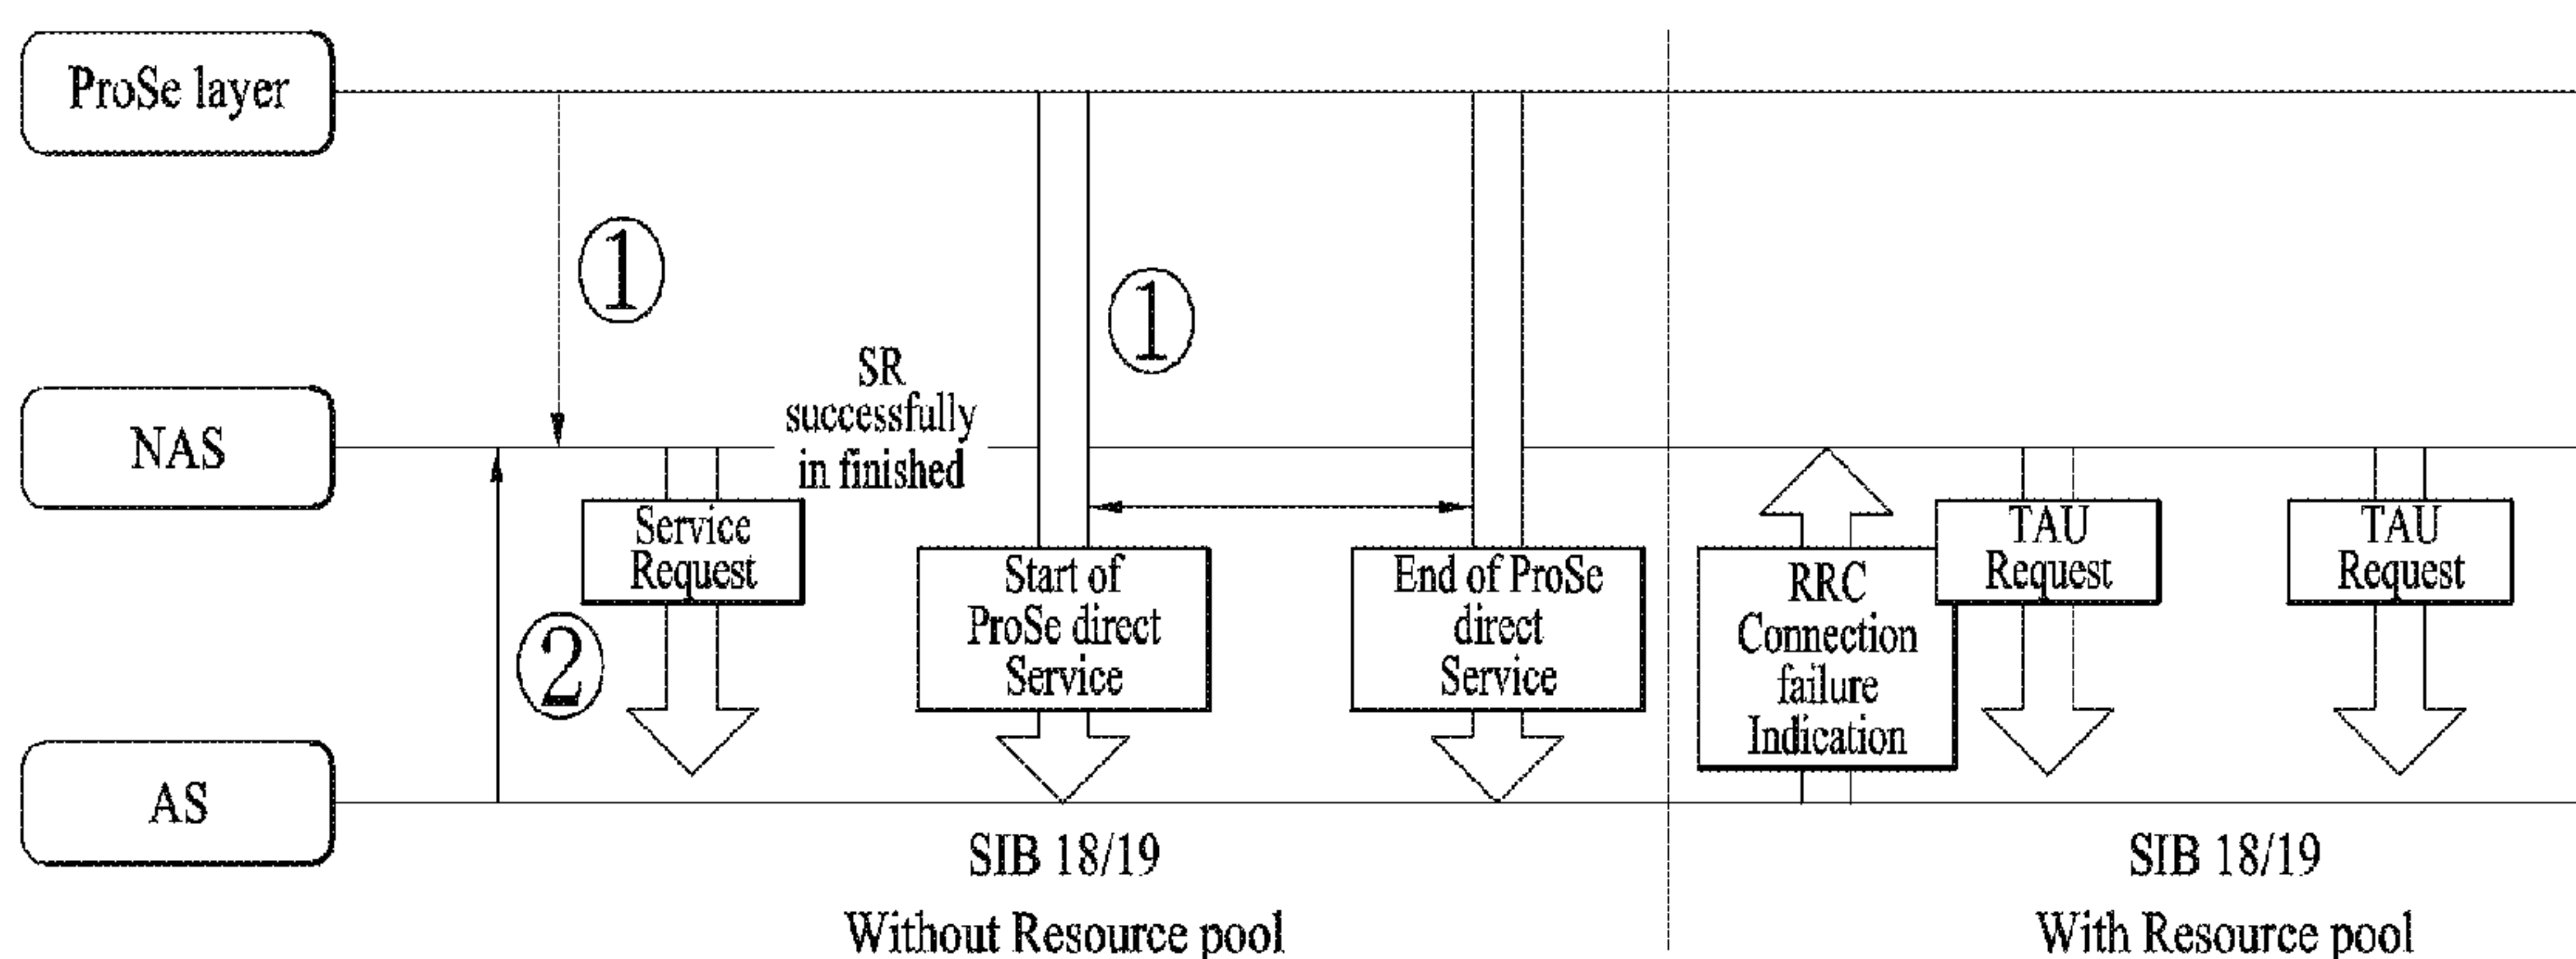 ProSe layer
①
①
SR
successfully
in finished
NAS
Service
Request
Start of
ProSe direct
Service
End of ProSe
direct
Service
RRC
Connection
failure
Indication
TAU
Request
TAU
Request
②
AS
SIB 18/19
Without Resource pool
SIB 18/19
With Resource pool